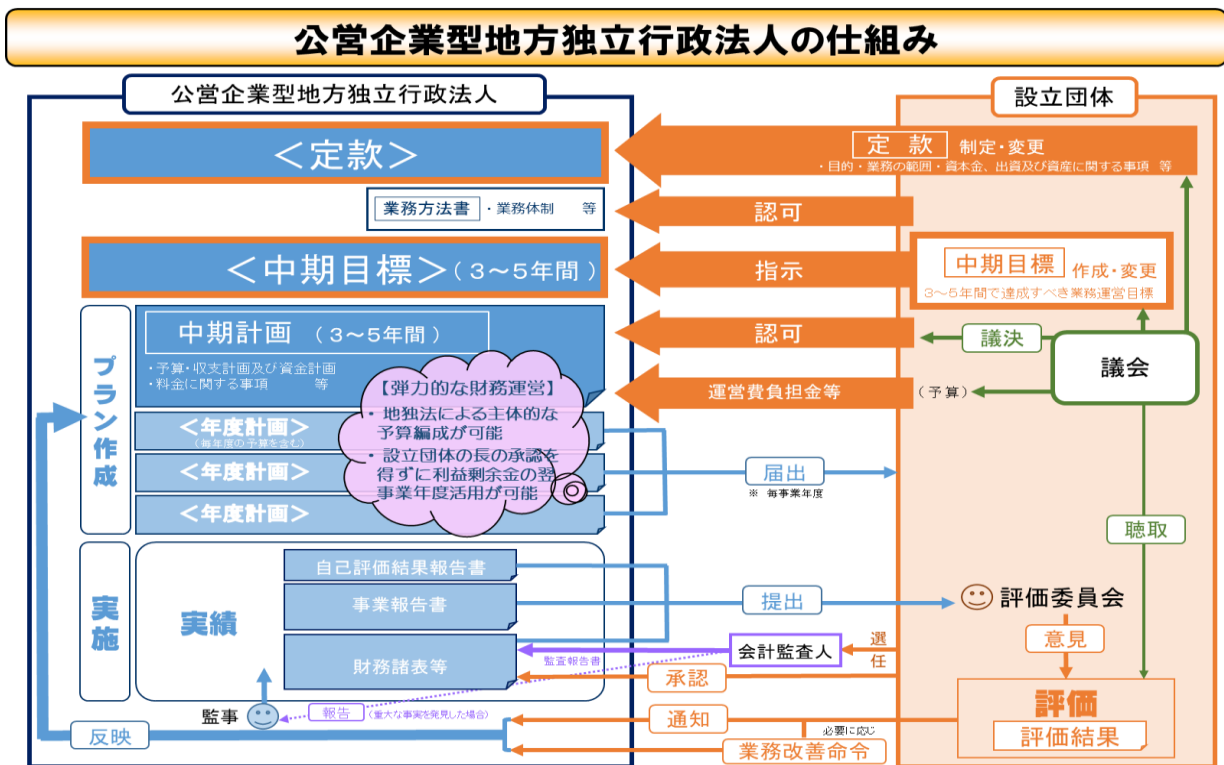 公営企業型地方独立行政法人の仕組み
公営企業型地方独立行政法人
設立団体
＜定款＞
定　款 制定・変更
・目的・業務の範囲・資本金、出資及び資産に関する事項 等
業務方法書 ・業務体制　等
認可
＜中期目標＞(３～５年間)
指示
中期目標 作成・変更
３～５年間で達成すべき業務運営目標
プラン作成
中期計画 (３～５年間)
・予算・収支計画及び資金計画
・料金に関する事項　　等
認可
議決
議会
運営費負担金等
(予算)
【弾力的な財務運営】
・地独法による主体的な
予算編成が可能
・設立団体の長の承認を
得ずに利益剰余金の翌
事業年度活用が可能
＜年度計画＞
(毎年度の予算を含む)
＜年度計画＞
＜年度計画＞
届出
※ 毎事業年度
聴取
実施
実績
自己評価結果報告書
事業報告書
財務諸表等
提出
評価委員会
意見
監査報告書
会計監査人
選任
承認
監事
報告
(重大な事実を発見した場合)
反映
通知
必要に応じ
業務改善命令
評価
評価結果